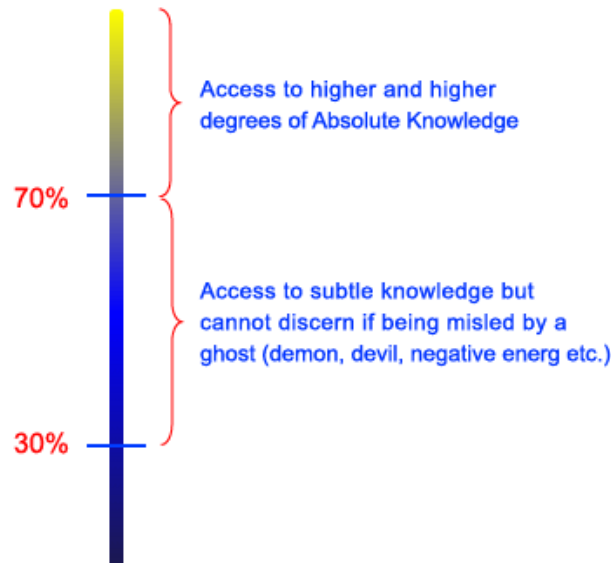 Access to higher and higher
degrees of Absolute Knowledge
70%
Access to subtle knowledge but
cannot discern if being misled by a
ghost (demon, devil, negative energ etc.)
30%